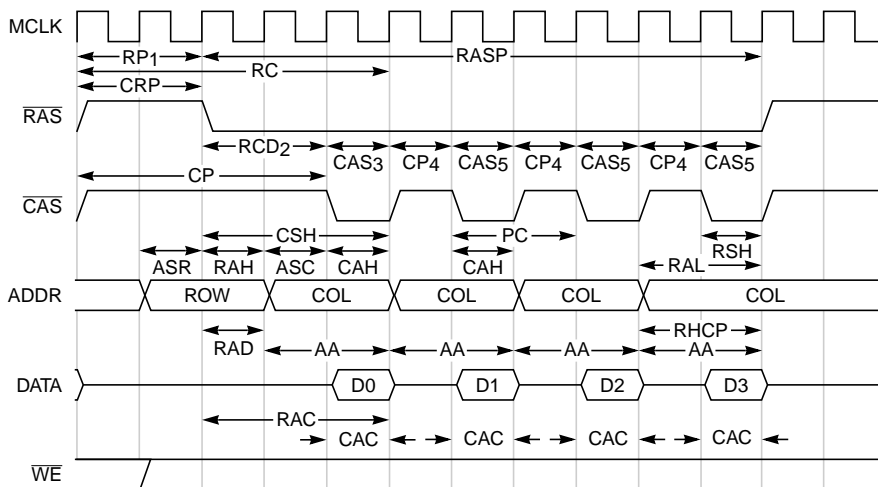 MCLK
RP1 RASP
RC
CRP
RAS
RCD2 CAS3 CP4 CAS5 CP4 CAS5 CP4 CAS5
CP
CAS
CSH PC
RSH
ASR RAH ASC CAH CAH RAL
ADDR ROW COL COL COL COL
RHCP
RAD AA AA AA AA
DATA D0 D1 D2 D3
RAC
CAC CAC CAC CAC
WE